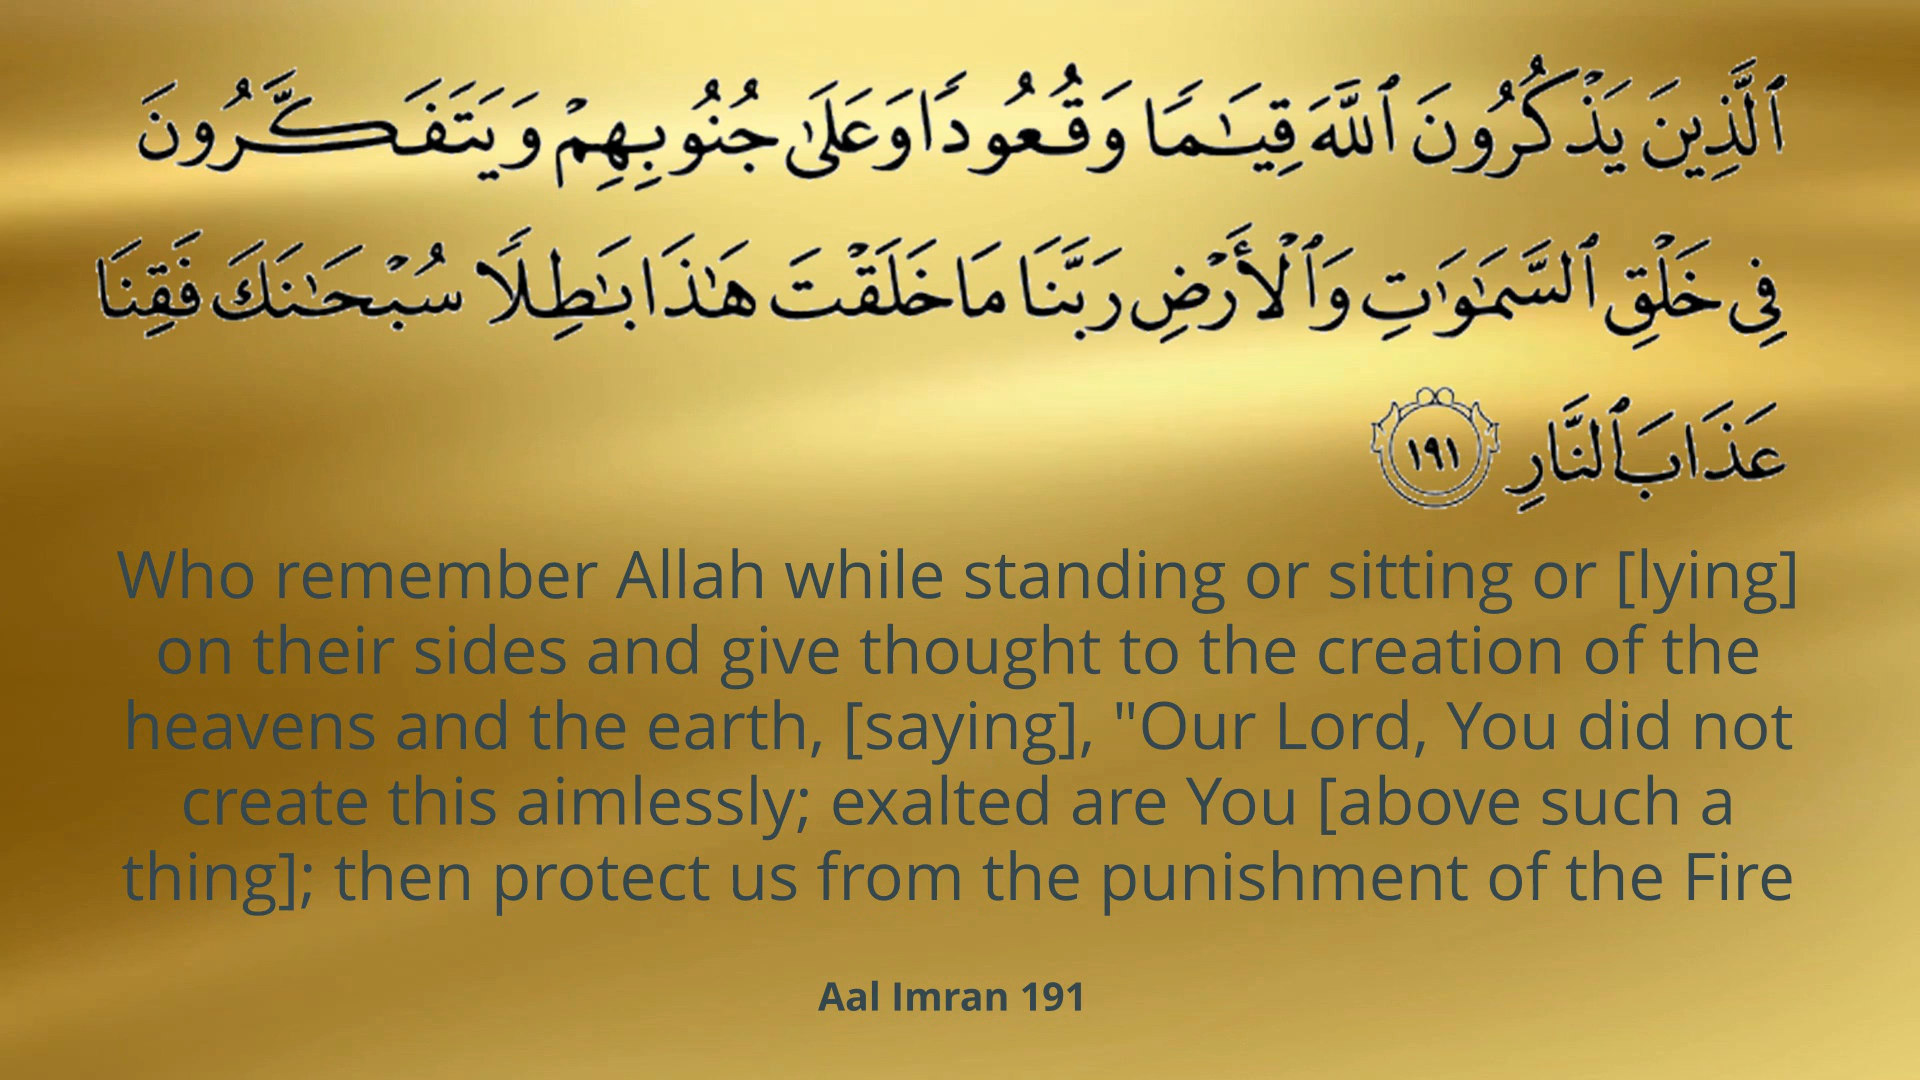 ٱلَّذِينَ يَذْكُرُونَ ٱللَّهَ قِيَـٰمًا وَقُعُودًا وَعَلَىٰ جُنُوبِهِمْ وَيَتَفَكَّرُونَ
فِى خَلْقِ ٱلسَّمَـٰوَٰتِ وَٱلْأَرْضِ رَبَّنَا مَا خَلَقْتَ هَـٰذَا بَـٰطِلًا سُبْحَـٰنَكَ فَقِنَا
عَذَابَ ٱلنَّارِ ١٩١
Who remember Allah while standing or sitting or [lying]
on their sides and give thought to the creation of the
heavens and the earth, [saying], "Our Lord, You did not
create this aimlessly; exalted are You [above such a
thing]; then protect us from the punishment of the Fire
Aal Imran 191